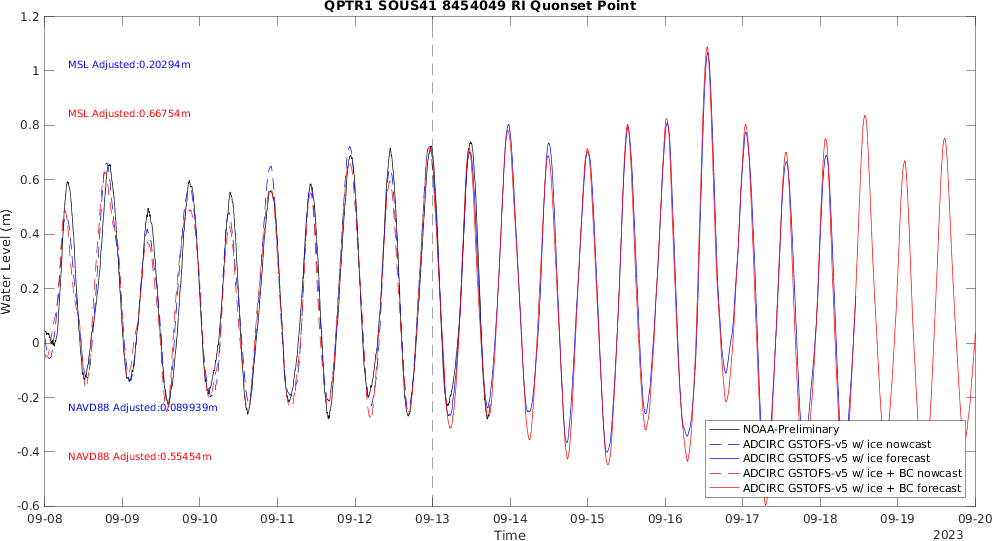 QPTR1 SOUS41 8454049 RI Quonset Point
1.2
1
0.8
0.6
0.4
0.2
0
-0.2
-0.4
-0.6
Water Level (m)
MSL Adjusted:0.20294m
MSL Adjusted:0.66754m
NAVD88 Adjusted:0.089939m
NAVD88 Adjusted:0.55454m
NOAA-Preliminary
ADCIRC GSTOFS-v5 w/ ice nowcast
ADCIRC GSTOFS-v5 w/ ice forecast
ADCIRC GSTOFS-v5 w/ ice + BC nowcast
ADCIRC GSTOFS-v5 w/ ice + BC forecast
09-08 09-09 09-10 09-11 09-12 09-13 09-14 09-15 09-16 09-17 09-18 09-19 09-20
Time
2023